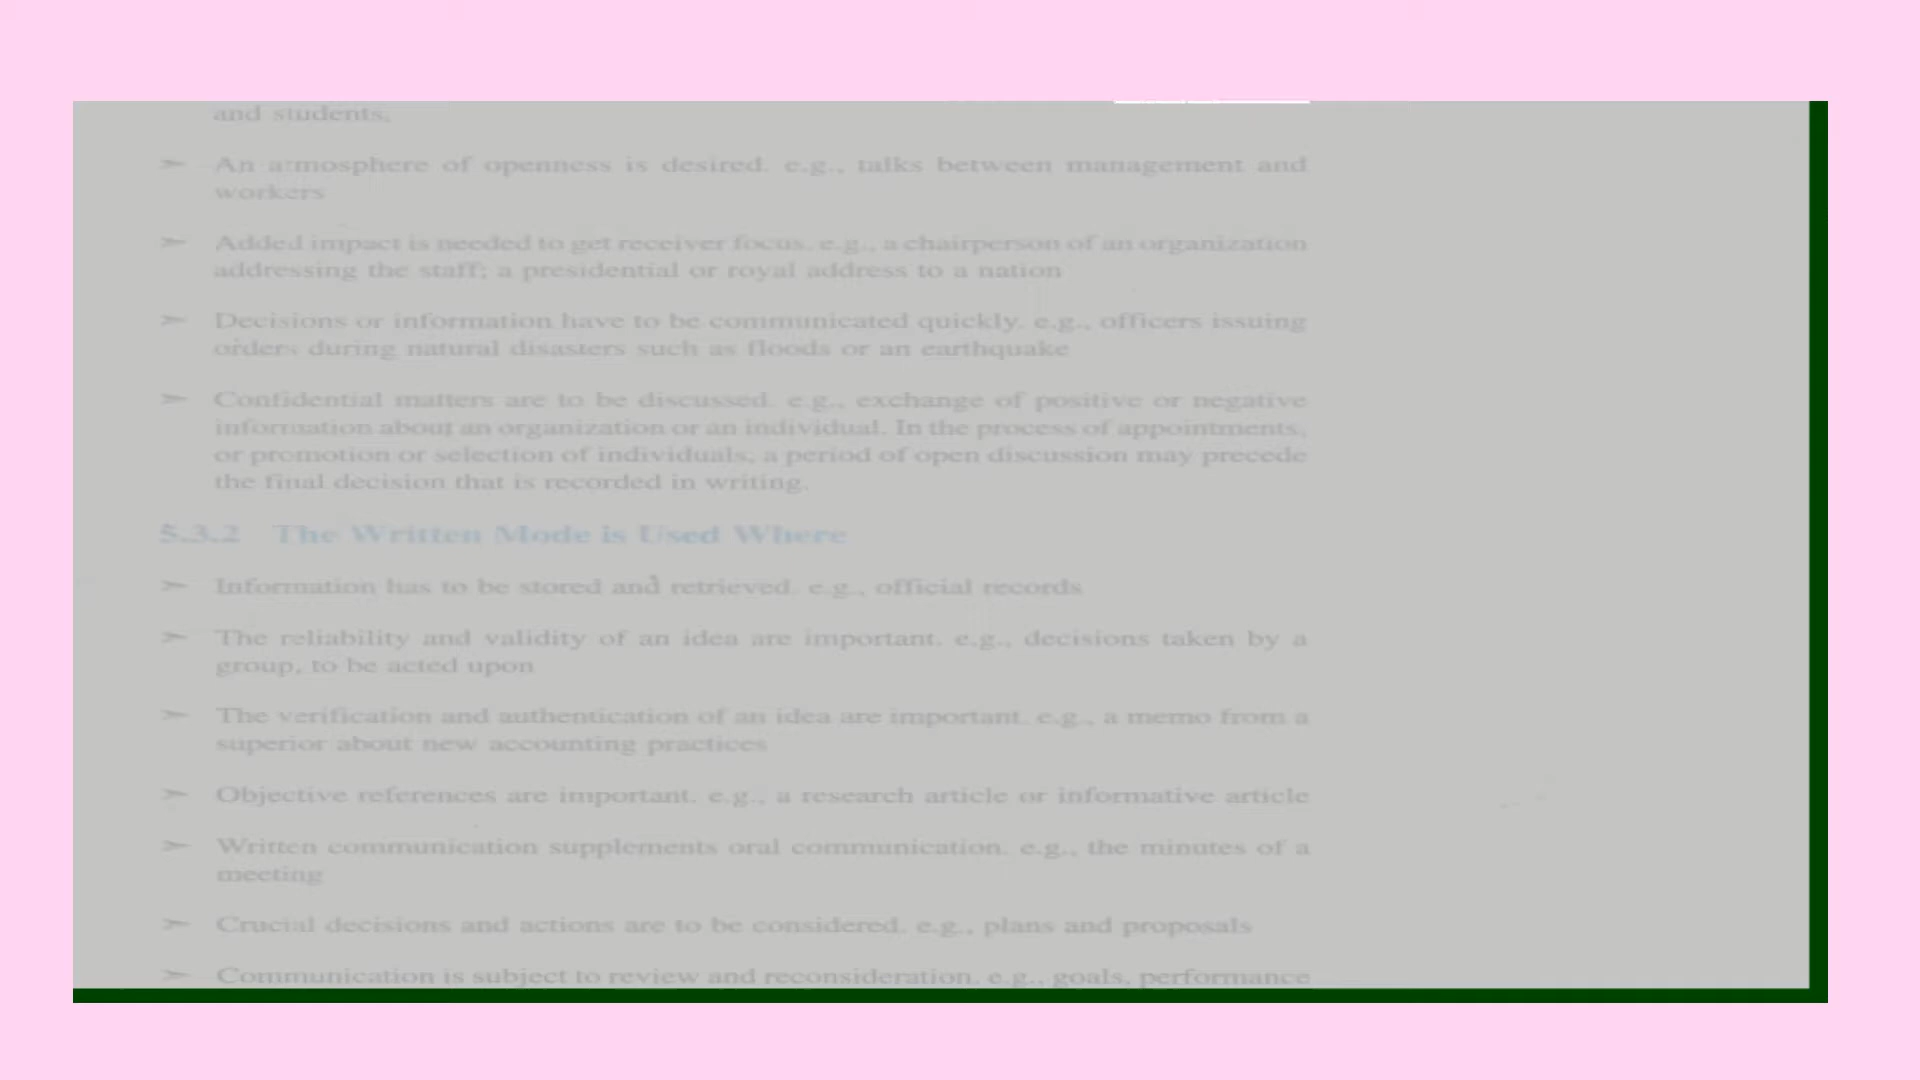 and students,
➣ An atmosphere of openness is desired. e.g., talks between management and
workers
➣ Added impact is needed to get receiver focus. e.g., a chairperson of an organization
addressing the staff; a presidential or royal address to a nation
➣ Decisions or information have to be communicated quickly. e.g., officers issuing
orders during natural disasters such as floods or an earthquake
➣ Confidential matters are to be discussed. e.g., exchange of positive or negative
information about an organization or an individual. In the process of appointments,
or promotion or selection of individuals, a period of open discussion may precede
the final decision that is recorded in writing.
5.3.2 The Written Mode is Used Where
➣ Information has to be stored and retrieved. e.g., official records
➣ The reliability and validity of an idea are important. e.g., decisions taken by a
group, to be acted upon
➣ The verification and authentication of an idea are important. e.g., a memo from a
superior about new accounting practices
➣ Objective references are important. e.g., a research article or informative article
➣ Written communication supplements oral communication. e.g., the minutes of a
meeting
➣ Crucial decisions and actions are to be considered. e.g., plans and proposals
➣ Communication is subject to review and reconsideration. e.g., goals, performance